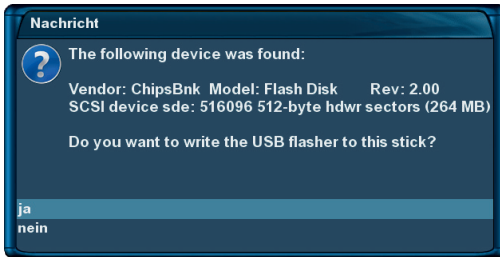 Nachricht
The following device was found:
Vendor: ChipsBnk Model: Flash Disk Rev: 2.00
SCSI device sde: 516096 512-byte hdwr sectors (264 MB)
Do you want to write the USB flasher to this stick?
ja
nein